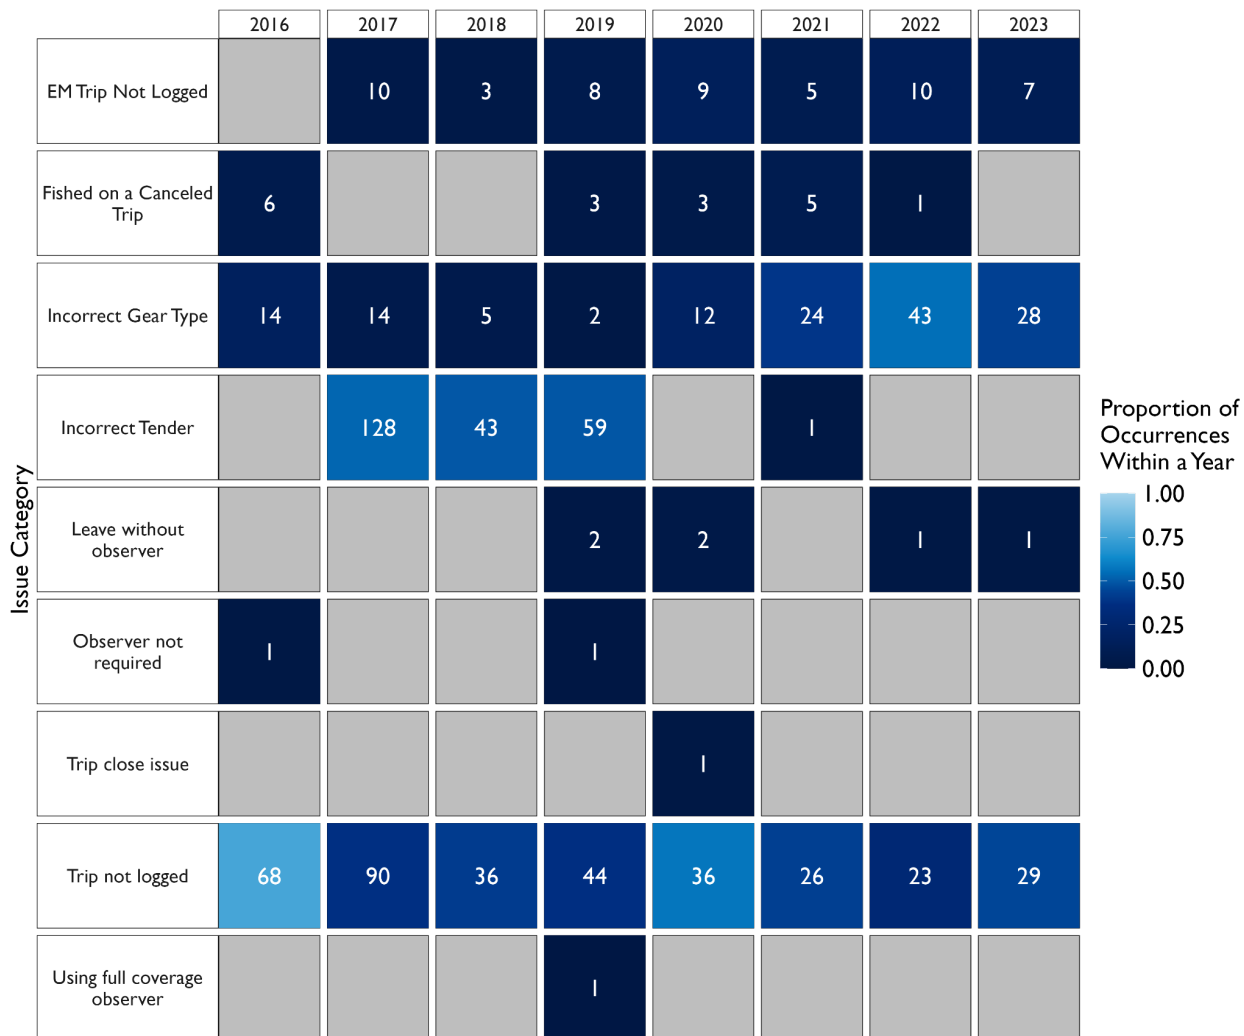 2016 2017 2018 2019 2020 2021 2022 2023
EM Trip Not Logged 10 3 8 9 5 10 7
Fished on a Canceled
Trip
6 3 3 5 1
Incorrect Gear Type 14 14 5 2 12 24 43 28
Incorrect Tender 128 43 59 1
Leave without
observer
2 2 1 1
Observer not
required
1 1
Trip close issue 1
Trip not logged 68 90 36 44 36 26 23 29
Using full coverage
observer
1
Issue Category
Proportion of
Occurrences
Within a Year
1.00
0.75
0.50
0.25
0.00